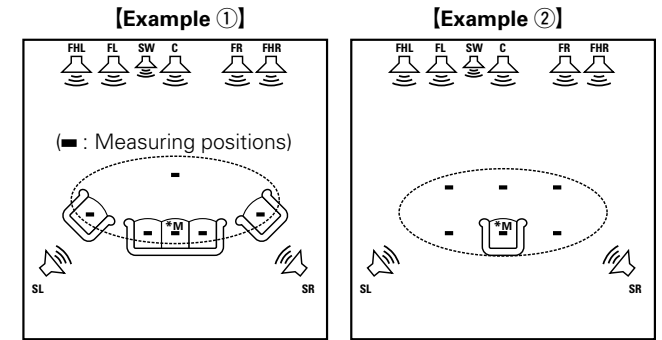 【Example ①】 【Example ②】
FHL FL SW C FR FHR FHL FL SW C FR FHR
( : Measuring positions)
*M *M
SL SR SL SR